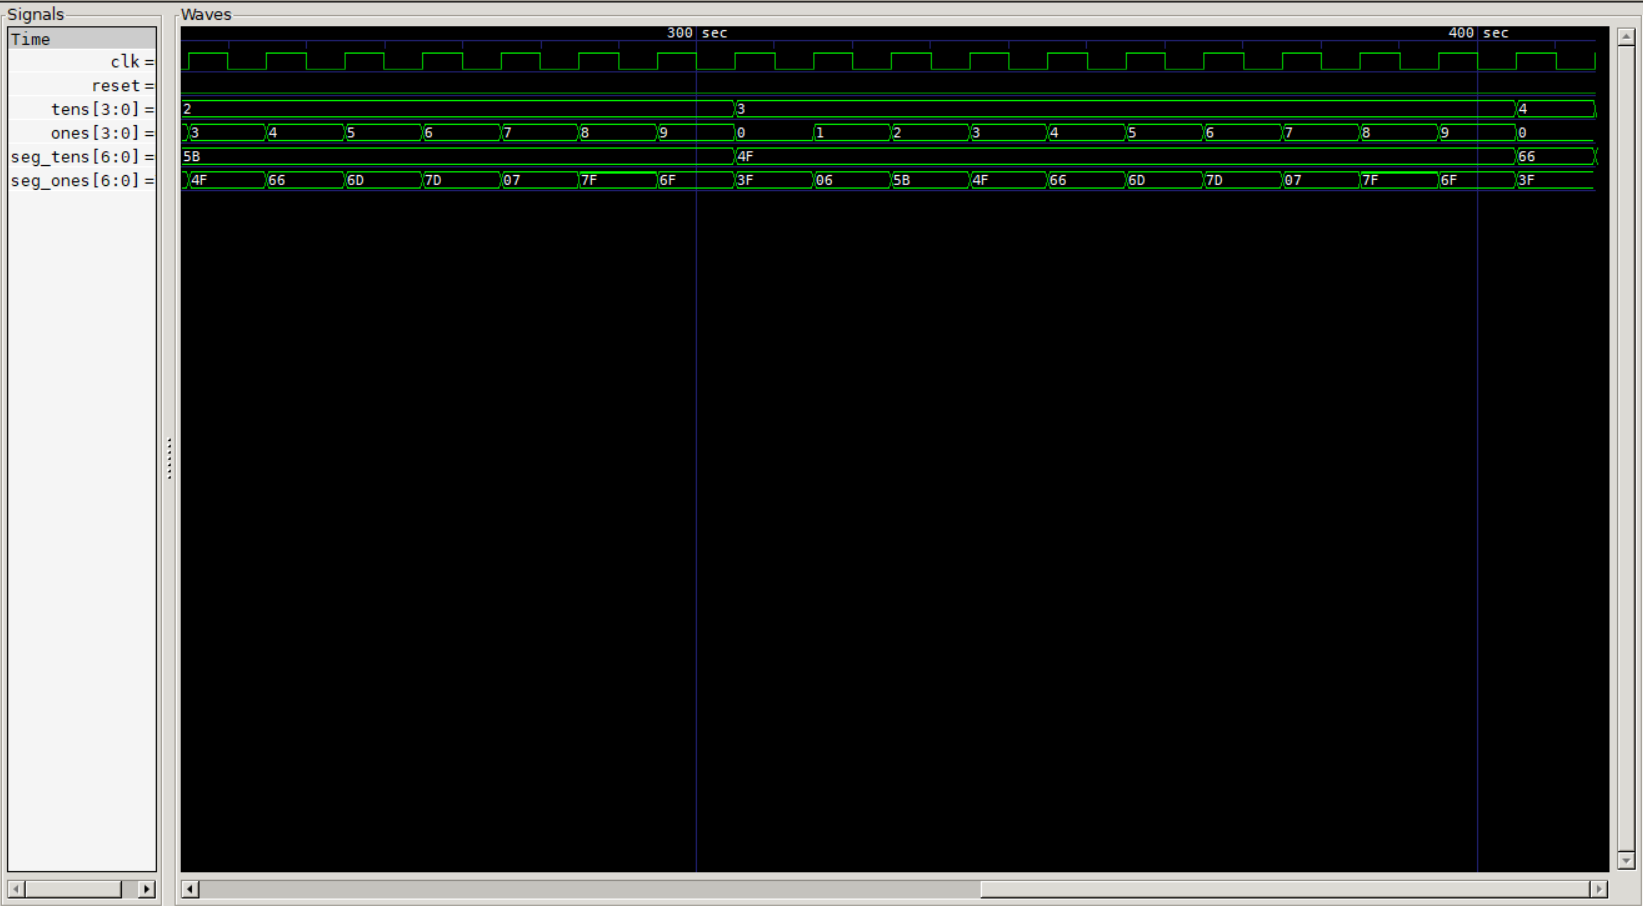 Signals Waves
Time 300 sec 400 sec
clk =
reset =
tens[3:0] = 2 3 4
ones[3:0] = 3 4 5 6 7 8 9 0 1 2 3 4 5 6 7 8 9 0
seg_tens[6:0] = 5B 4F 66
seg_ones[6:0] = 4F 66 6D 7D 07 7F 6F 3F 06 5B 4F 66 6D 7D 07 7F 6F 3F